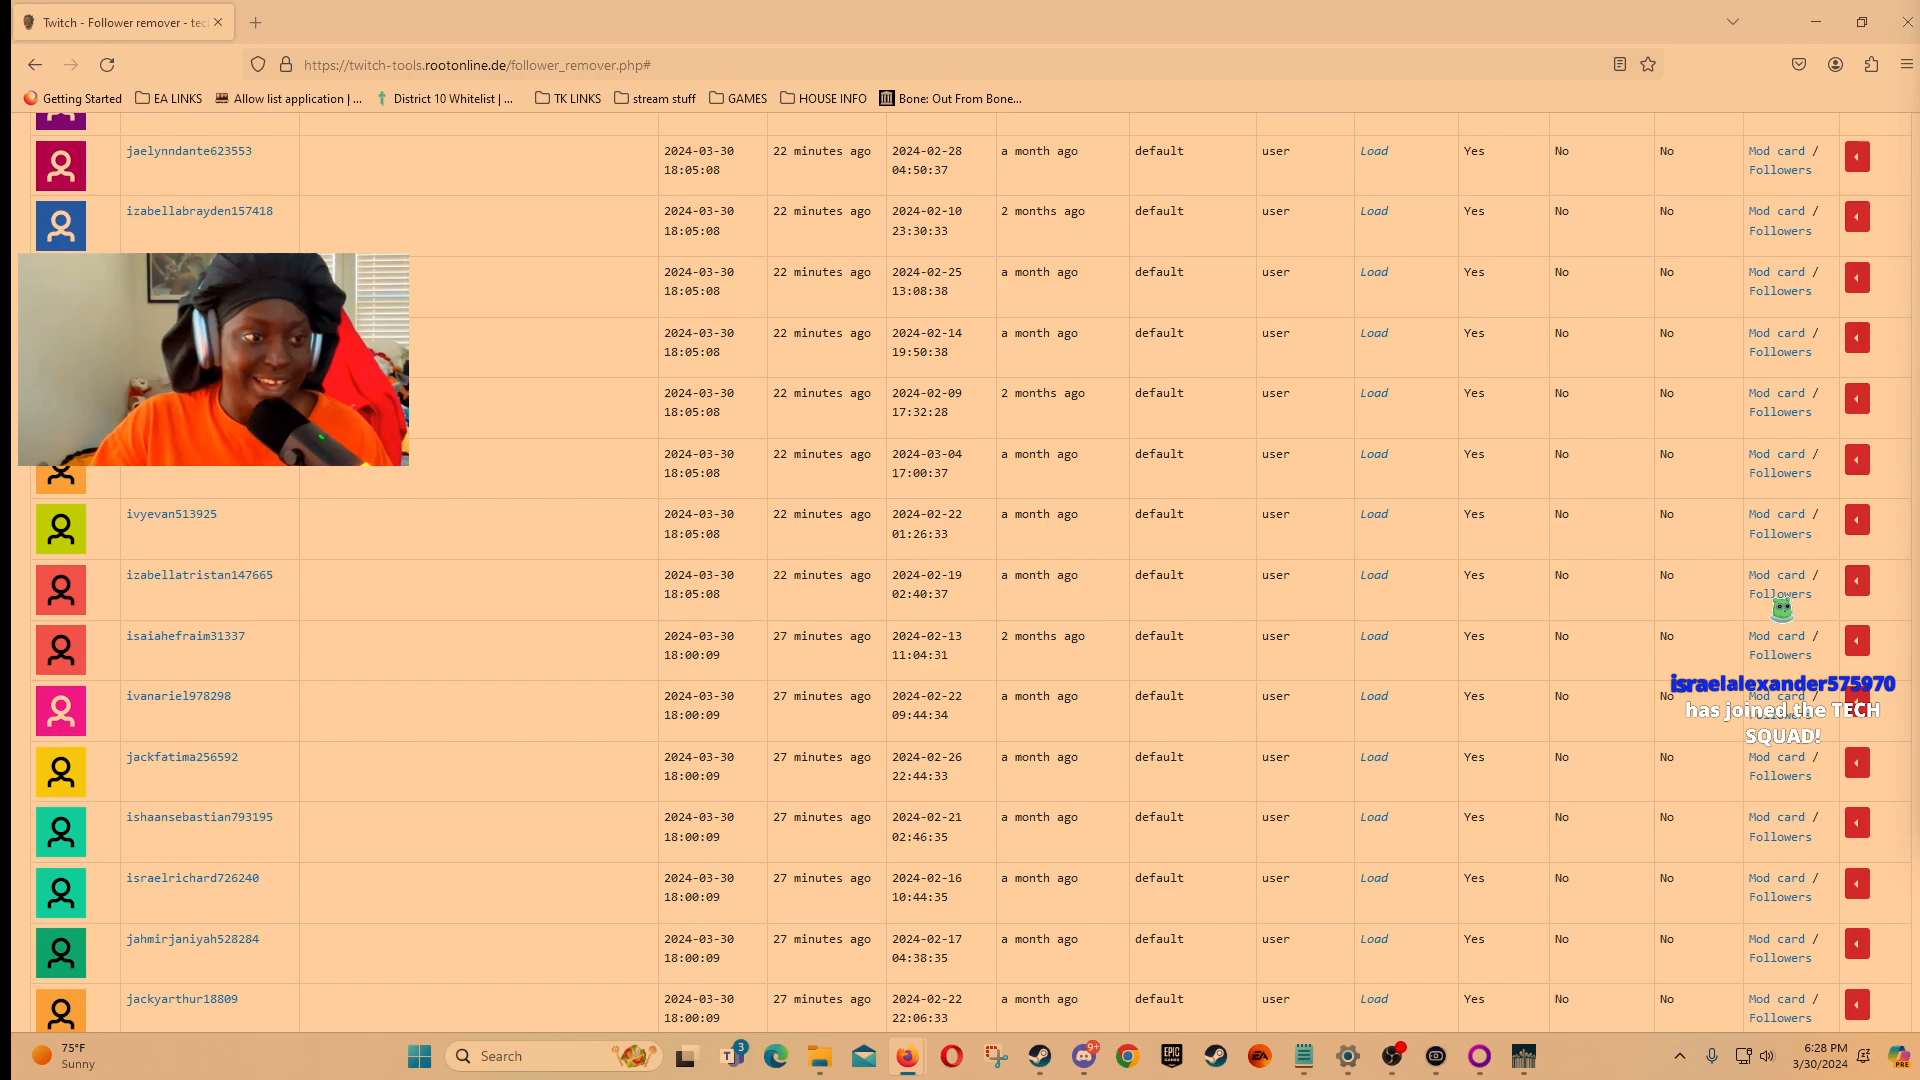 Twitch - Follower remover - tec
https://twitch-tools.rootonline.de/follower_remover.php#
Getting Started EA LINKS Allow list application | ... District 10 Whitelist | ... TK LINKS stream stuff GAMES HOUSE INFO Bone: Out From Bone...
jaelynndante623553 2024-03-30 22 minutes ago 2024-02-28 a month ago default user Load Yes No No Mod card /
18:05:08 04:50:37 Followers
izabellabrayden157418 2024-03-30 22 minutes ago 2024-02-10 2 months ago default user Load Yes No No Mod card /
18:05:08 23:30:33 Followers
2024-03-30 22 minutes ago 2024-02-25 a month ago default user Load Yes No No Mod card /
18:05:08 13:08:38 Followers
2024-03-30 22 minutes ago 2024-02-14 a month ago default user Load Yes No No Mod card /
18:05:08 19:50:38 Followers
2024-03-30 22 minutes ago 2024-02-09 2 months ago default user Load Yes No No Mod card /
18:05:08 17:32:28 Followers
2024-03-30 22 minutes ago 2024-03-04 a month ago default user Load Yes No No Mod card /
18:05:08 17:00:37 Followers
ivyevan513925 2024-03-30 22 minutes ago 2024-02-22 a month ago default user Load Yes No No Mod card /
18:05:08 01:26:33 Followers
izabellatristan147665 2024-03-30 22 minutes ago 2024-02-19 a month ago default user Load Yes No No Mod card /
18:05:08 02:40:37 Followers
isaiahefraim31337 2024-03-30 27 minutes ago 2024-02-13 2 months ago default user Load Yes No No Mod card /
18:00:09 11:04:31 Followers
israelalexander575970
ivanariel978298 2024-03-30 27 minutes ago 2024-02-22 a month ago default user Load Yes No No Mod card /
18:00:09 09:44:34 Followers
has joined the TECH
SQUAD!
jackfatima256592 2024-03-30 27 minutes ago 2024-02-26 a month ago default user Load Yes No No Mod card /
18:00:09 22:44:33 Followers
ishaansebastian793195 2024-03-30 27 minutes ago 2024-02-21 a month ago default user Load Yes No No Mod card /
18:00:09 02:46:35 Followers
israelrichard726240 2024-03-30 27 minutes ago 2024-02-16 a month ago default user Load Yes No No Mod card /
18:00:09 10:44:35 Followers
jahmirjaniyah528284 2024-03-30 27 minutes ago 2024-02-17 a month ago default user Load Yes No No Mod card /
18:00:09 04:38:35 Followers
jackyarthur18809 2024-03-30 27 minutes ago 2024-02-22 a month ago default user Load Yes No No Mod card /
18:00:09 22:06:33 Followers
75°F
Sunny
Search
3
9+
EPIC GAMES
EA
6:28 PM
3/30/2024
PRE